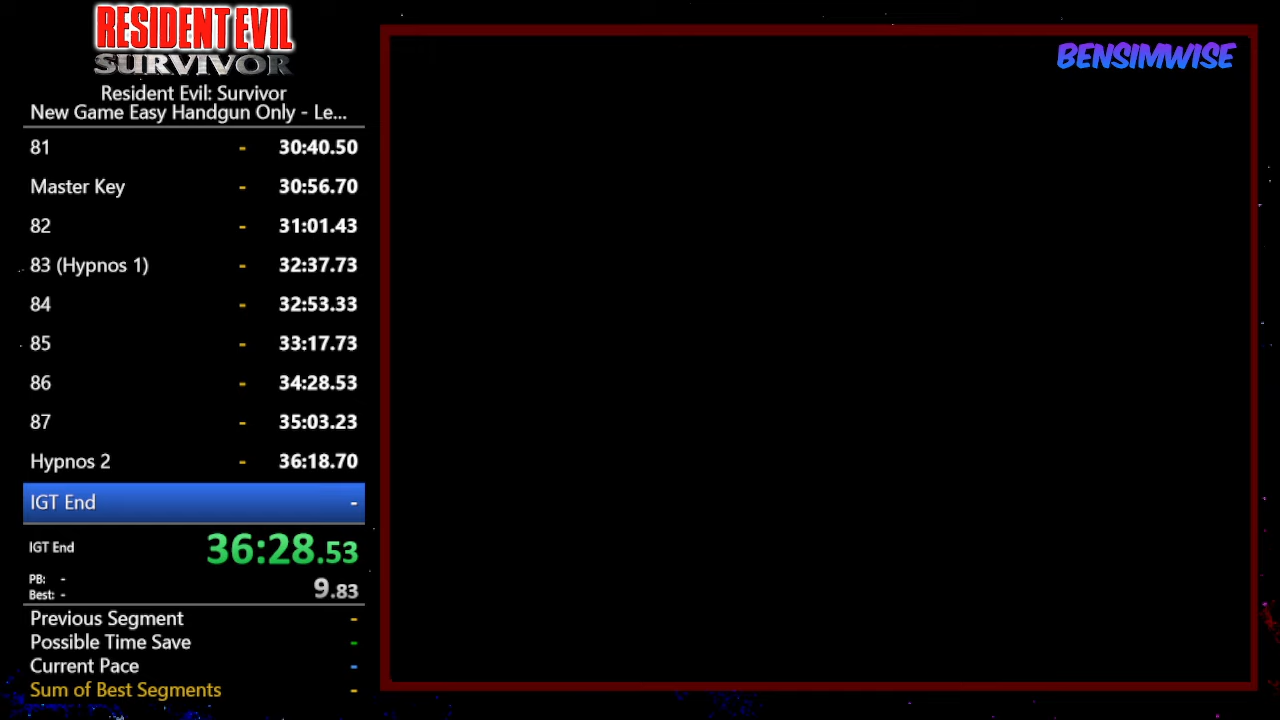 RESIDENT EVIL
SURVIVOR
Resident Evil: Survivor
New Game Easy Handgun Only - Le...
81 - 30:40.50
Master Key - 30:56.70
82 - 31:01.43
83 (Hypnos 1) - 32:37.73
84 - 32:53.33
85 - 33:17.73
86 - 34:28.53
87 - 35:03.23
Hypnos 2 - 36:18.70
IGT End -
IGT End 36:28.53
PB: -
Best: - 9.83
Previous Segment -
Possible Time Save -
Current Pace -
Sum of Best Segments -
BENSIMWISE